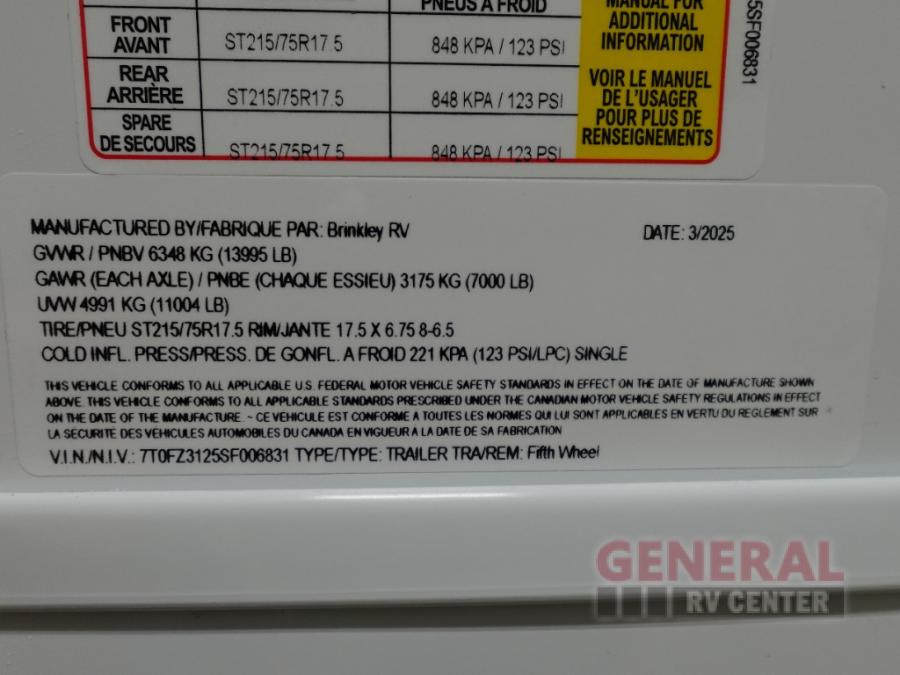 PNEUS À FROID
MANUAL FOR
ADDITIONAL
INFORMATION
FRONT
AVANT
ST215/75R17.5
848 KPA / 123 PSI
REAR
ARRIÈRE
ST215/75R17.5
848 KPA / 123 PSI
SPARE
DE SECOURS
ST215/75R17.5
848 KPA / 123 PSI
VOIR LE MANUEL
DE L'USAGER
POUR PLUS DE
RENSEIGNEMENTS
5SF006831
MANUFACTURED BY/FABRIQUE PAR: Brinkley RV
DATE: 3/2025
GVWR / PNBV 6348 KG (13995 LB)
GAWR (EACH AXLE) / PNBE (CHAQUE ESSIEU) 3175 KG (7000 LB)
UVW 4991 KG (11004 LB)
TIRE/PNEU ST215/75R17.5 RIM/JANTE 17.5 X 6.75 8-6.5
COLD INFL. PRESS/PRESS. DE GONFL. A FROID 221 KPA (123 PSI/LPC) SINGLE
THIS VEHICLE CONFORMS TO ALL APPLICABLE U.S. FEDERAL MOTOR VEHICLE SAFETY STANDARDS IN EFFECT ON THE DATE OF MANUFACTURE SHOWN
ABOVE. THIS VEHICLE CONFORMS TO ALL APPLICABLE STANDARDS PRESCRIBED UNDER THE CANADIAN MOTOR VEHICLE SAFETY REGULATIONS IN EFFECT
ON THE DATE OF THE MANUFACTURE - CE VEHICULE EST CONFORME A TOUTES LES NORMES QUI LUI SONT APPLICABLES EN VERTU DU REGLEMENT SUR
LA SECURITE DES VEHICULES AUTOMOBILES DU CANADA EN VIGUEUR A LA DATE DE SA FABRICATION
V.I.N./N.I.V.: 7T0FZ3125SF006831 TYPE/TYPE: TRAILER TRA/REM: Fifth Wheel
GENERAL
RV CENTER